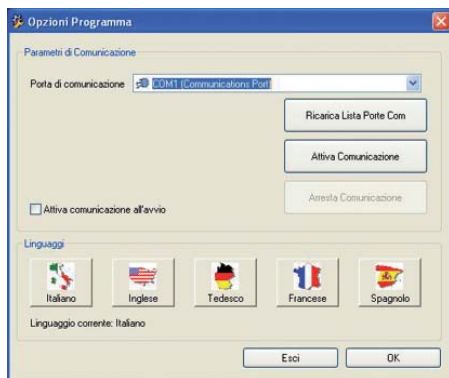 Opzioni Programma
Parametri di Comunicazione
Porta di comunicazione COM1 (Communications Port)
Ricarica Lista Porte Com
Attiva Comunicazione
Arresta Comunicazione
Attiva comunicazione all'avvio
Linguaggi
Italiano Inglese Tedesco Francese Spagnolo
Linguaggio corrente: Italiano
Esci OK